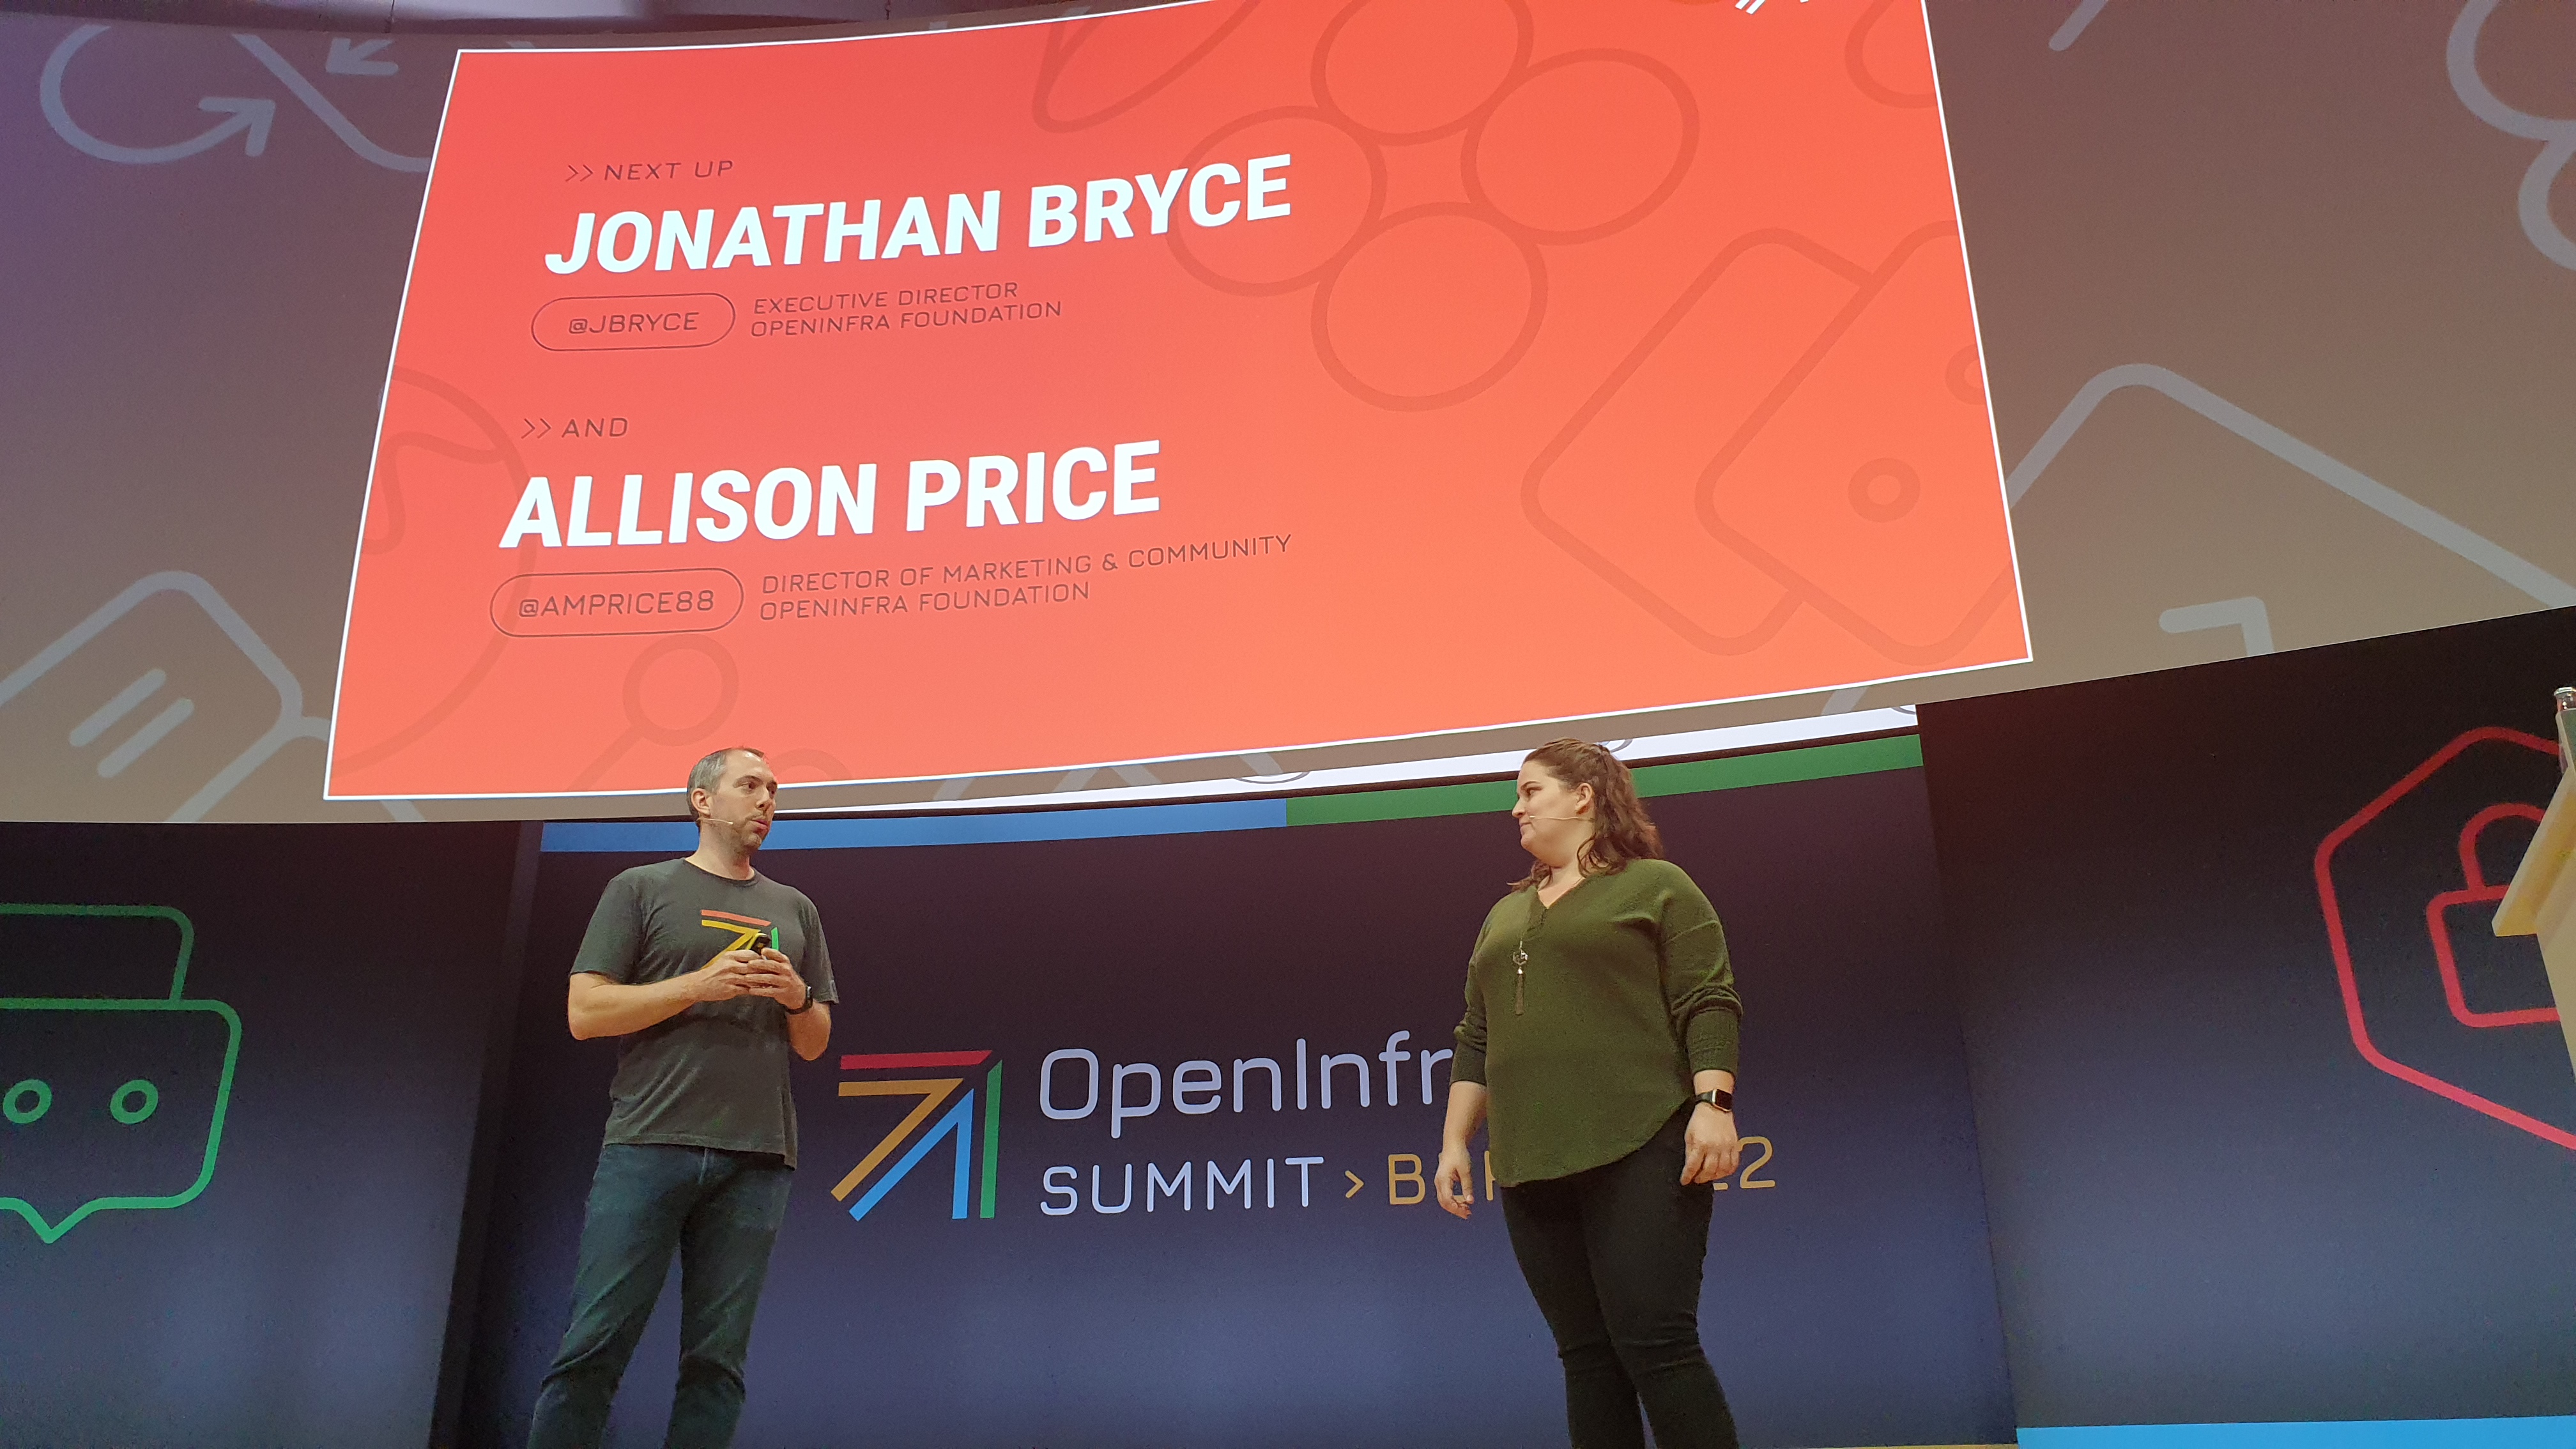 >> NEXT UP
JONATHAN BRYCE
@JBRYCE
EXECUTIVE DIRECTOR
OPENINFRA FOUNDATION
>> AND
ALLISON PRICE
@AMPRICE88
DIRECTOR OF MARKETING & COMMUNITY
OPENINFRA FOUNDATION
OpenInfr
SUMMIT >